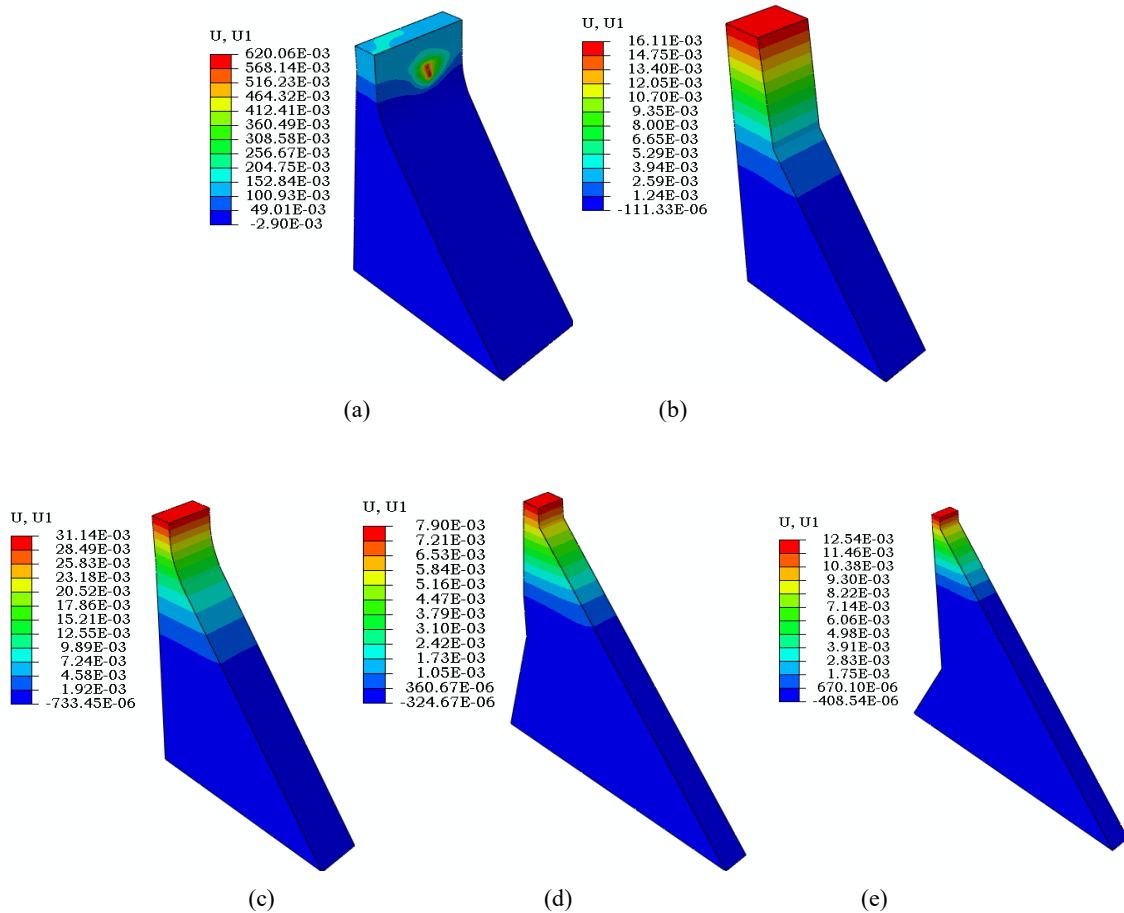 U, U1
620.06E-03
568.14E-03
516.23E-03
464.32E-03
412.41E-03
360.49E-03
308.58E-03
256.67E-03
204.75E-03
152.84E-03
100.93E-03
49.01E-03
-2.90E-03
(a)
U, U1
16.11E-03
14.75E-03
13.40E-03
12.05E-03
10.70E-03
9.35E-03
8.00E-03
6.65E-03
5.29E-03
3.94E-03
2.59E-03
1.24E-03
-111.33E-06
(b)
U, U1
31.14E-03
28.49E-03
25.83E-03
23.18E-03
20.52E-03
17.86E-03
15.21E-03
12.55E-03
9.89E-03
7.24E-03
4.58E-03
1.92E-03
-733.45E-06
(c)
U, U1
7.90E-03
7.21E-03
6.53E-03
5.84E-03
5.16E-03
4.47E-03
3.79E-03
3.10E-03
2.42E-03
1.73E-03
1.05E-03
360.67E-06
-324.67E-06
(d)
U, U1
12.54E-03
11.46E-03
10.38E-03
9.30E-03
8.22E-03
7.14E-03
6.06E-03
4.98E-03
3.91E-03
2.83E-03
1.75E-03
670.10E-06
-408.54E-06
(e)